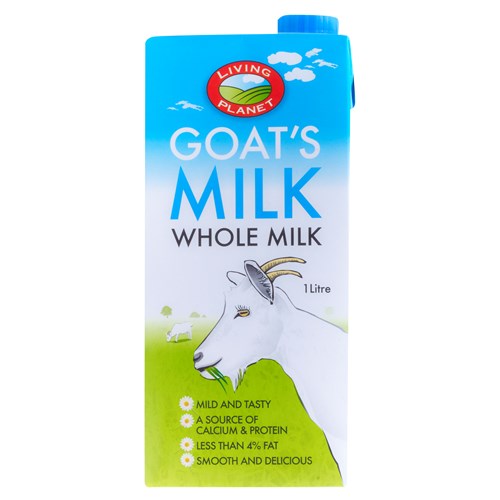 LIVING
PLANET
GOAT'S
MILK
WHOLE MILK
1 Litre
MILD AND TASTY
A SOURCE OF
CALCIUM & PROTEIN
LESS THAN 4% FAT
SMOOTH AND DELICIOUS